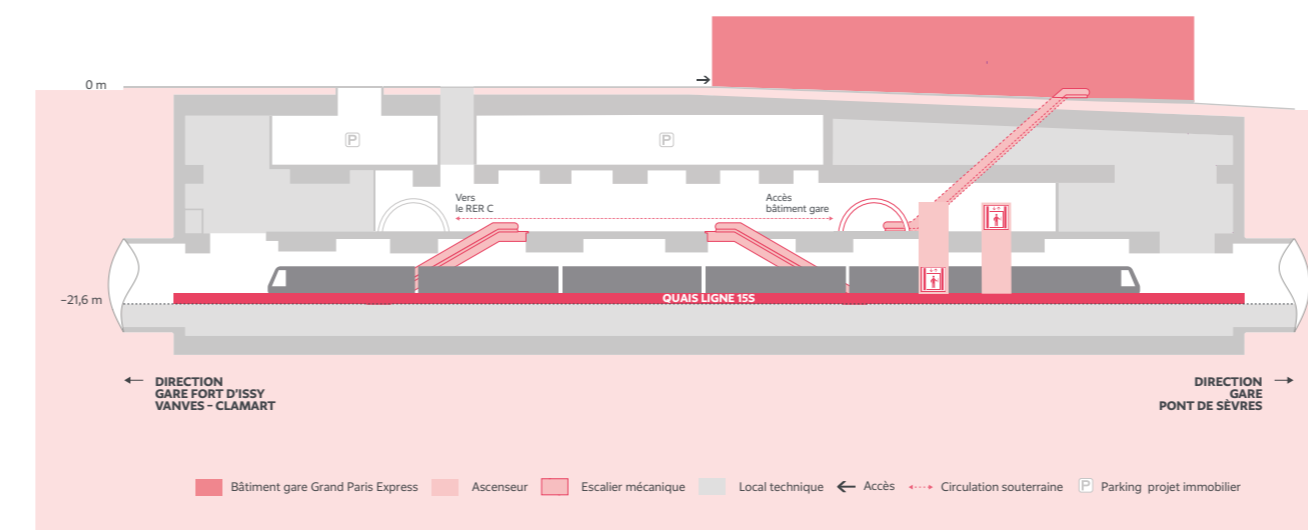 0 m
P
P
Vers
le RER C
Accès
bâtiment gare
–21,6 m
QUAIS LIGNE 15S
DIRECTION
GARE FORT D'ISSY
VANVES – CLAMART
DIRECTION
GARE
PONT DE SÈVRES
Bâtiment gare Grand Paris Express Ascenseur Escalier mécanique Local technique Accès Circulation souterraine P Parking projet immobilier